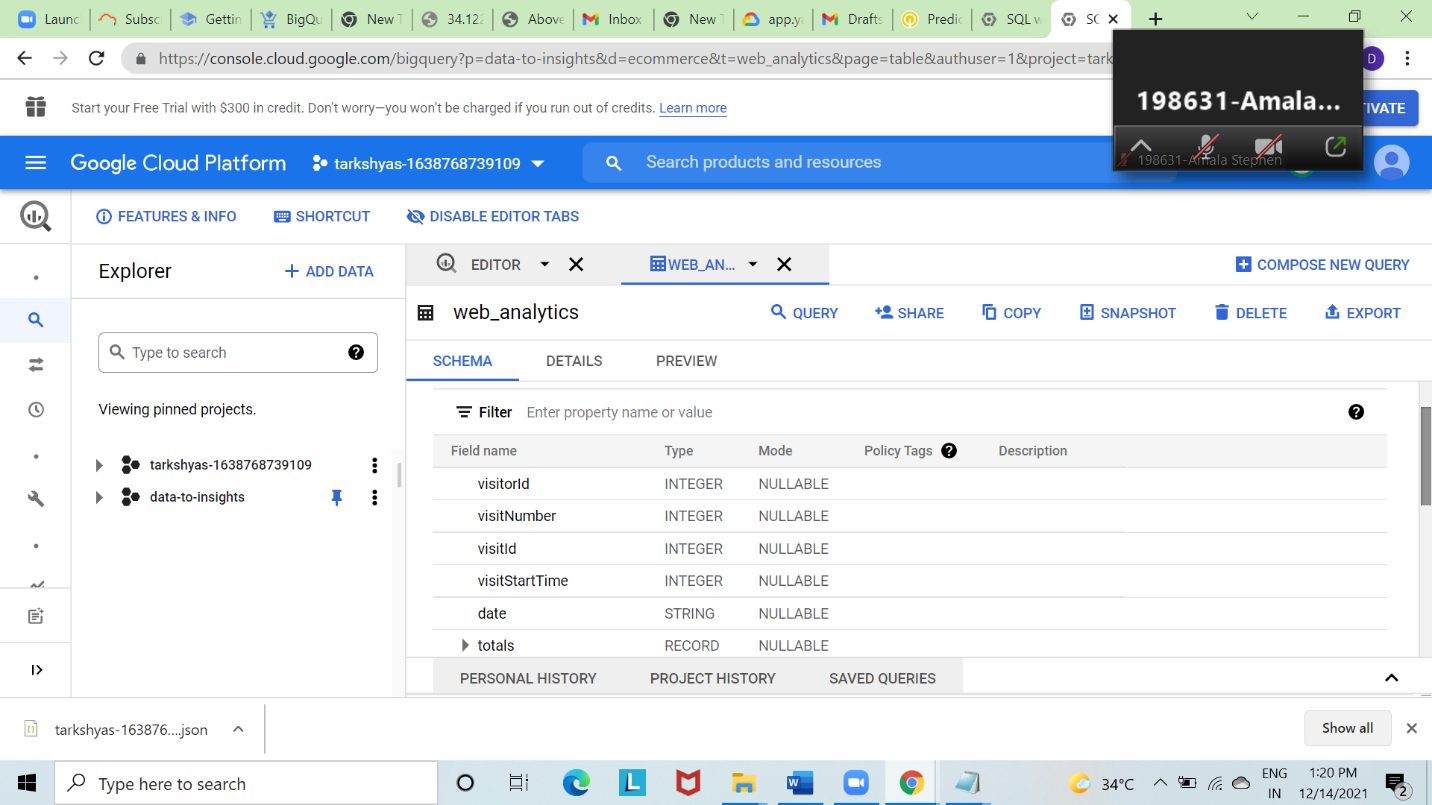 Launc
Subsc
Gettin
BigQu
New T
34.122
Above
Inbox
New T
app.ya
Drafts
Predic
SQL w
SC
https://console.cloud.google.com/bigquery?p=data-to-insights&d=ecommerce&t=web_analytics&page=table&authuser=1&project=tark
D
Start your Free Trial with $300 in credit. Don't worry—you won't be charged if you run out of credits. Learn more
IVATE
198631-Amala...
198631-Amala Stephen
Google Cloud Platform
tarkshyas-1638768739109
Search products and resources
FEATURES & INFO
SHORTCUT
DISABLE EDITOR TABS
Explorer
+ ADD DATA
EDITOR
WEB_AN...
COMPOSE NEW QUERY
web_analytics
QUERY
SHARE
COPY
SNAPSHOT
DELETE
EXPORT
Type to search
SCHEMA
DETAILS
PREVIEW
Viewing pinned projects.
tarkshyas-1638768739109
data-to-insights
Filter Enter property name or value
Field name Type Mode Policy Tags Description
visitorId INTEGER NULLABLE
visitNumber INTEGER NULLABLE
visitId INTEGER NULLABLE
visitStartTime INTEGER NULLABLE
date STRING NULLABLE
totals RECORD NULLABLE
PERSONAL HISTORY
PROJECT HISTORY
SAVED QUERIES
tarkshyas-163876....json
Show all
Type here to search
34°C
ENG
IN
1:20 PM
12/14/2021
2